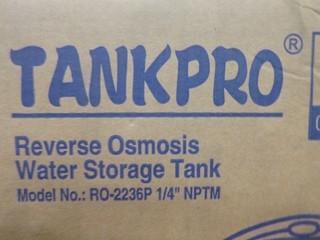 TANKPRO®
Reverse Osmosis
Water Storage Tank
Model No.: RO-2236P 1/4" NPTM